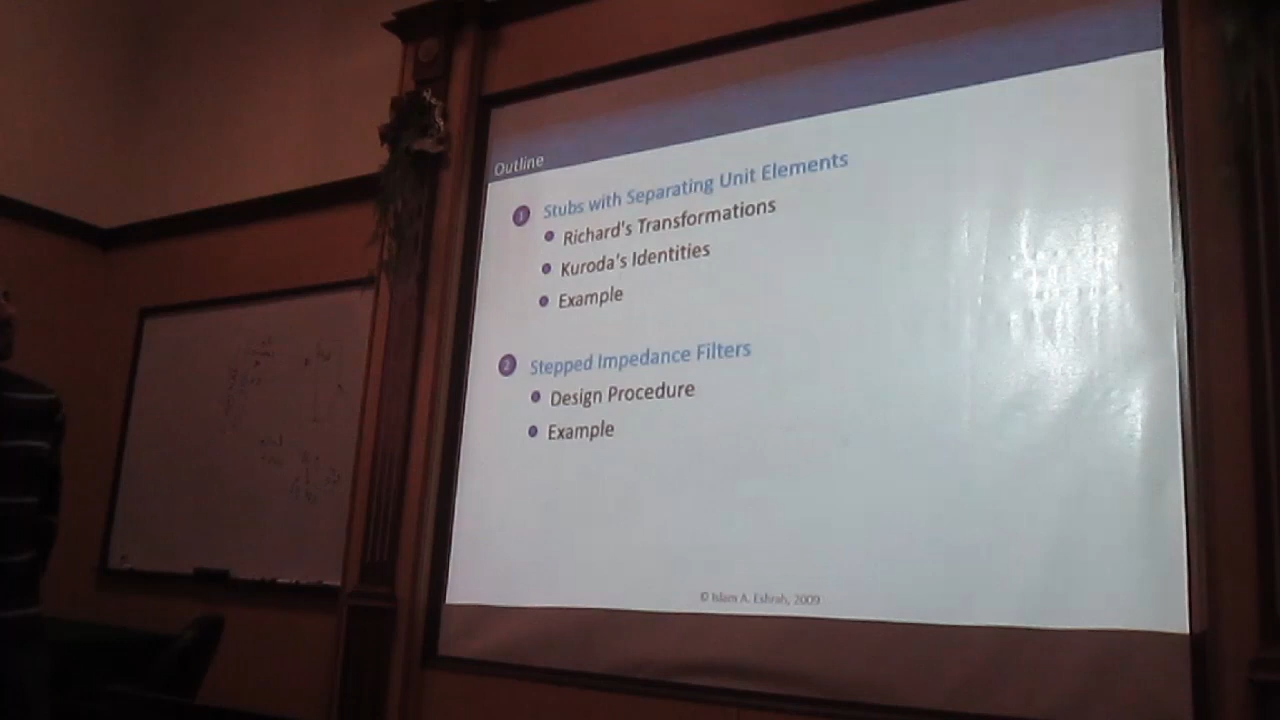 Outline
1 Stubs with Separating Unit Elements
Richard's Transformations
Kuroda's Identities
Example
2 Stepped Impedance Filters
Design Procedure
Example
© Islam A. Eshrah, 2009